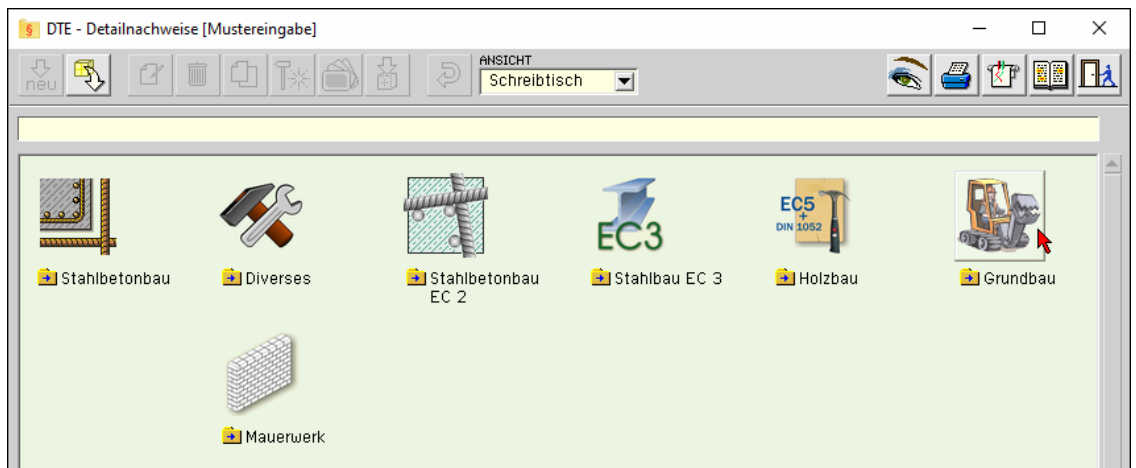 DTE - Detailnachweise [Mustereingabe]
neu
ANSICHT
Schreibtisch
EC3
EC5
+
DIN 1052
Stahlbetonbau
Diverses
Stahlbetonbau
EC 2
Stahlbau EC 3
Holzbau
Grundbau
Mauerwerk